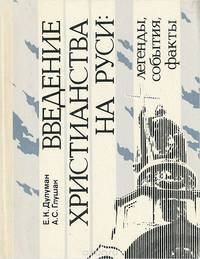 Е. К. Дулуман
А. С. Глушак
ВВЕДЕНИЕ
ХРИСТИАНСТВА
НА РУСИ:
легенды,
события,
факты